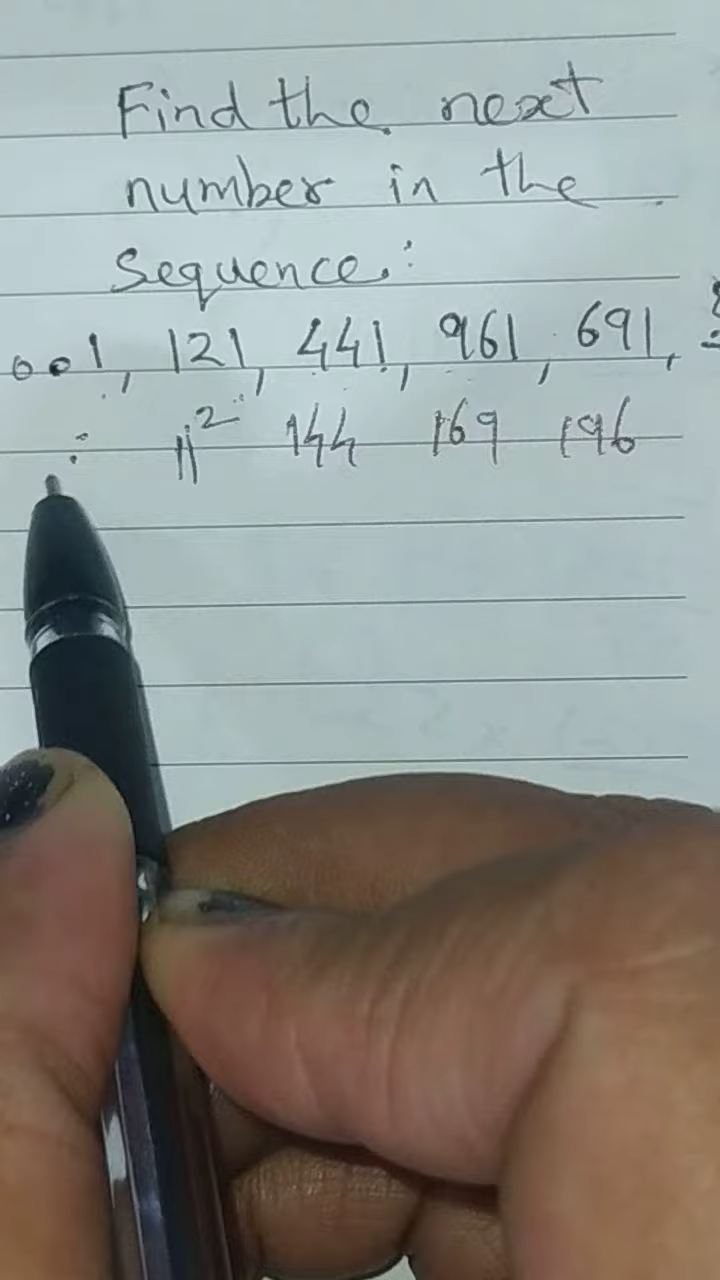 Find the next
number in the
sequence:
001, 121, 441, 961, 691,
: 11² 144 169 196